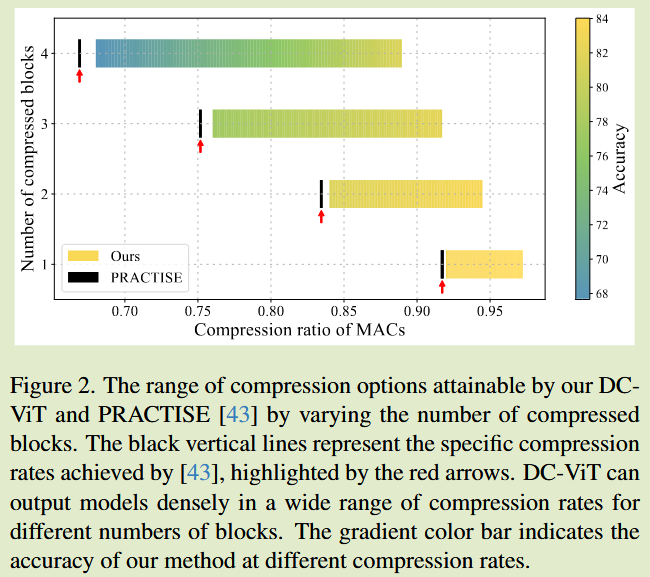 84
4
82
Number of compressed blocks
80
3
78
Accuracy
76
2
74
72
Ours
70
1
PRACTISE
68
0.70 0.75 0.80 0.85 0.90 0.95
Compression ratio of MACs
Figure 2. The range of compression options attainable by our DC-
ViT and PRACTISE [43] by varying the number of compressed
blocks. The black vertical lines represent the specific compression
rates achieved by [43], highlighted by the red arrows. DC-ViT can
output models densely in a wide range of compression rates for
different numbers of blocks. The gradient color bar indicates the
accuracy of our method at different compression rates.